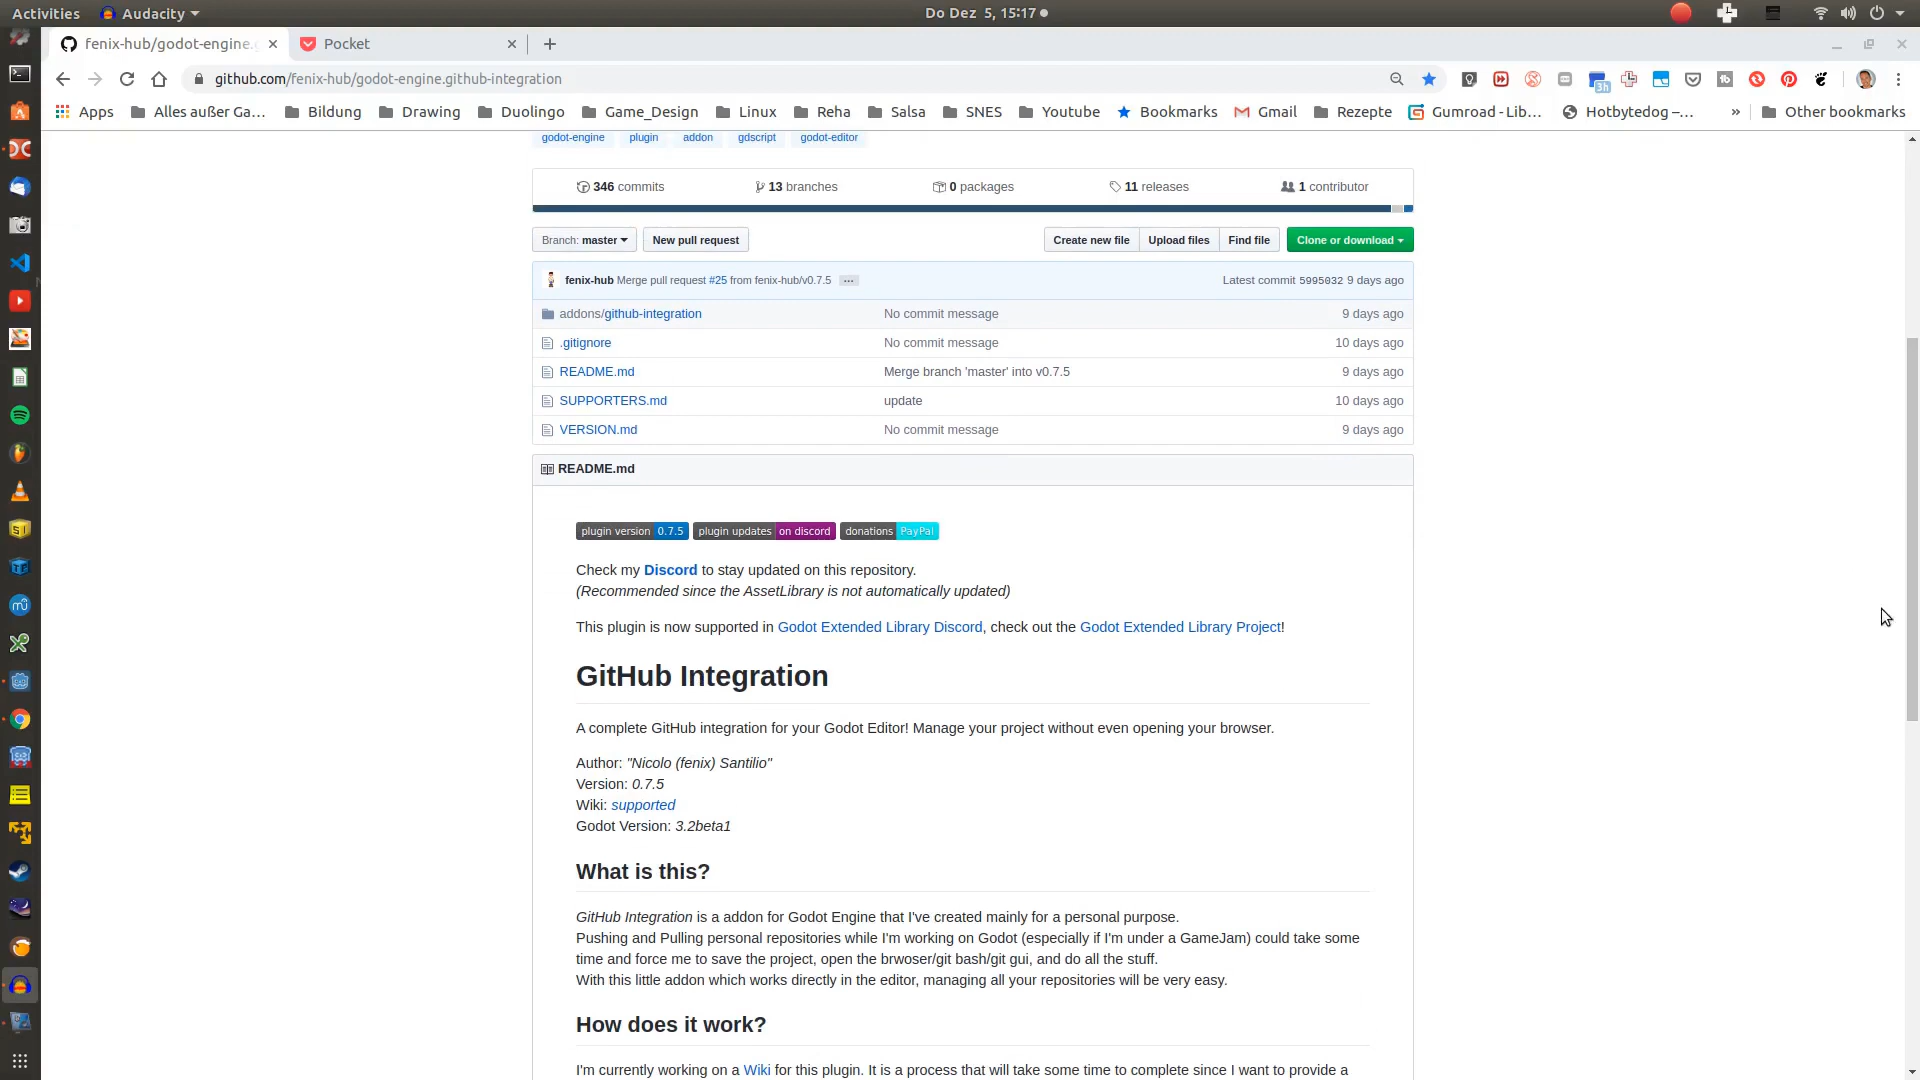 Activities Audacity Do Dez 5, 15:17
fenix-hub/godot-engine.g Pocket
github.com/fenix-hub/godot-engine.github-integration
3h
Apps Alles außer Ga… Bildung Drawing Duolingo Game_Design Linux Reha Salsa SNES Youtube Bookmarks Gmail Rezepte Gumroad - Lib… Hotbytedog –… » Other bookmarks
godot-engine plugin addon gdscript godot-editor
346 commits 13 branches 0 packages 11 releases 1 contributor
Branch: master New pull request Create new file Upload files Find file Clone or download
fenix-hub Merge pull request #25 from fenix-hub/v0.7.5 … Latest commit 5995032 9 days ago
addons/github-integration No commit message 9 days ago
.gitignore No commit message 10 days ago
README.md Merge branch 'master' into v0.7.5 9 days ago
SUPPORTERS.md update 10 days ago
VERSION.md No commit message 9 days ago
README.md
plugin version 0.7.5 plugin updates on discord donations PayPal
Check my Discord to stay updated on this repository.
(Recommended since the AssetLibrary is not automatically updated)
This plugin is now supported in Godot Extended Library Discord, check out the Godot Extended Library Project!
GitHub Integration
A complete GitHub integration for your Godot Editor! Manage your project without even opening your browser.
Author: "Nicolo (fenix) Santilio"
Version: 0.7.5
Wiki: supported
Godot Version: 3.2beta1
What is this?
GitHub Integration is a addon for Godot Engine that I've created mainly for a personal purpose.
Pushing and Pulling personal repositories while I'm working on Godot (especially if I'm under a GameJam) could take some
time and force me to save the project, open the brwoser/git bash/git gui, and do all the stuff.
With this little addon which works directly in the editor, managing all your repositories will be very easy.
How does it work?
I'm currently working on a Wiki for this plugin. It is a process that will take some time to complete since I want to provide a